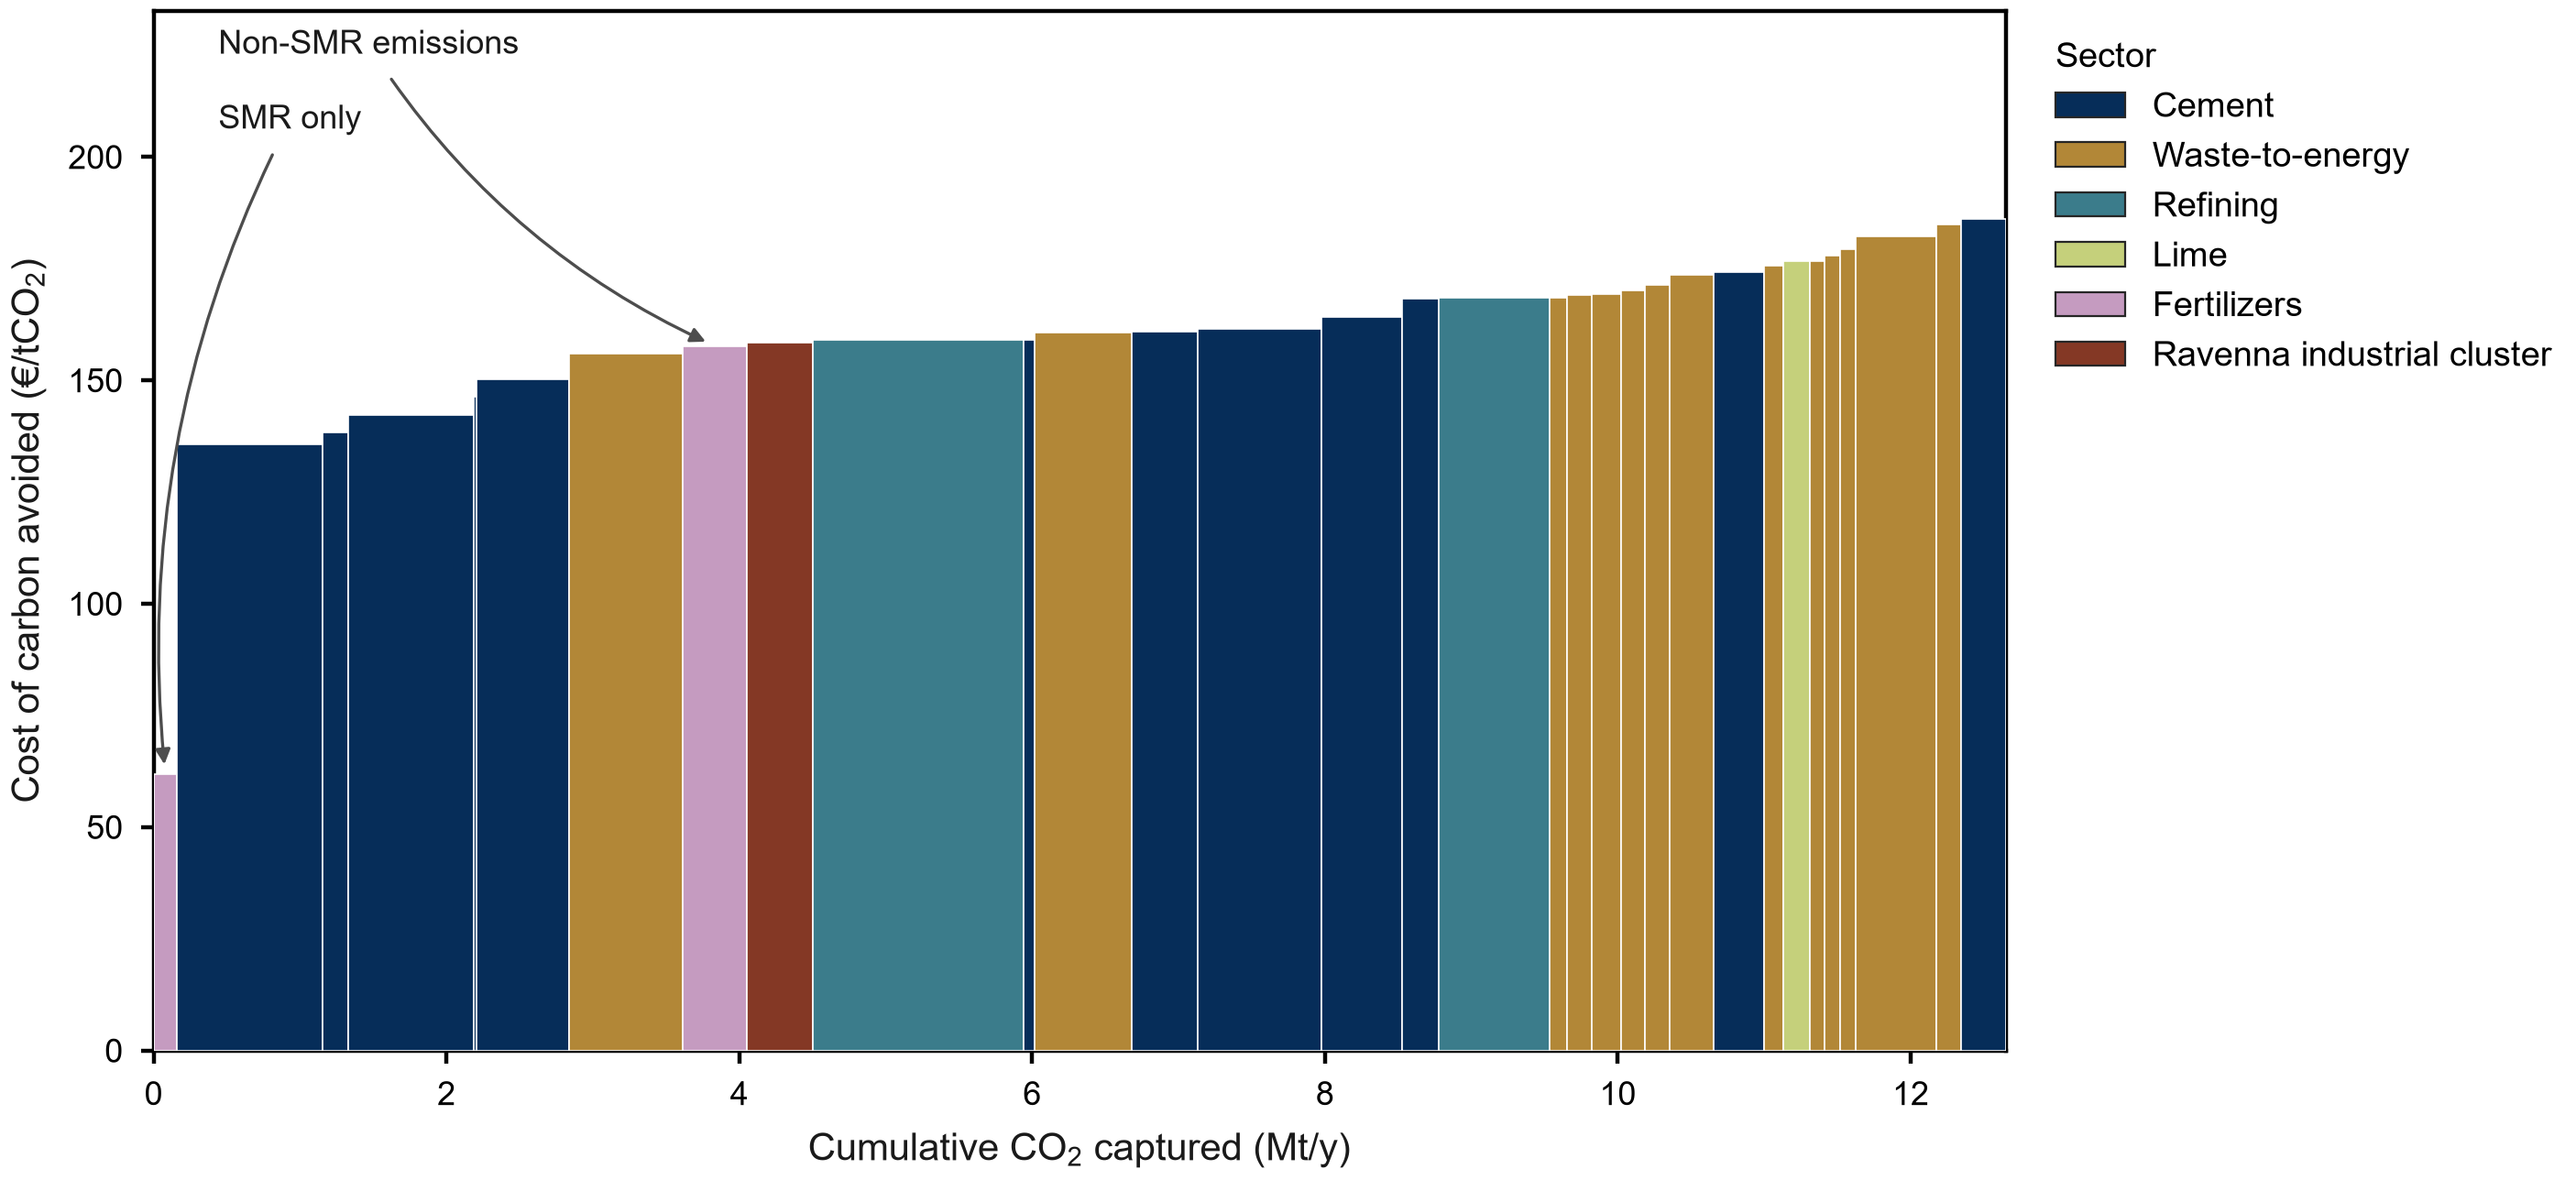 Non-SMR emissions
SMR only
Cost of carbon avoided (€/tCO₂)
200
150
100
50
0
0 2 4 6 8 10 12
Cumulative CO₂ captured (Mt/y)
Sector
Cement
Waste-to-energy
Refining
Lime
Fertilizers
Ravenna industrial cluster